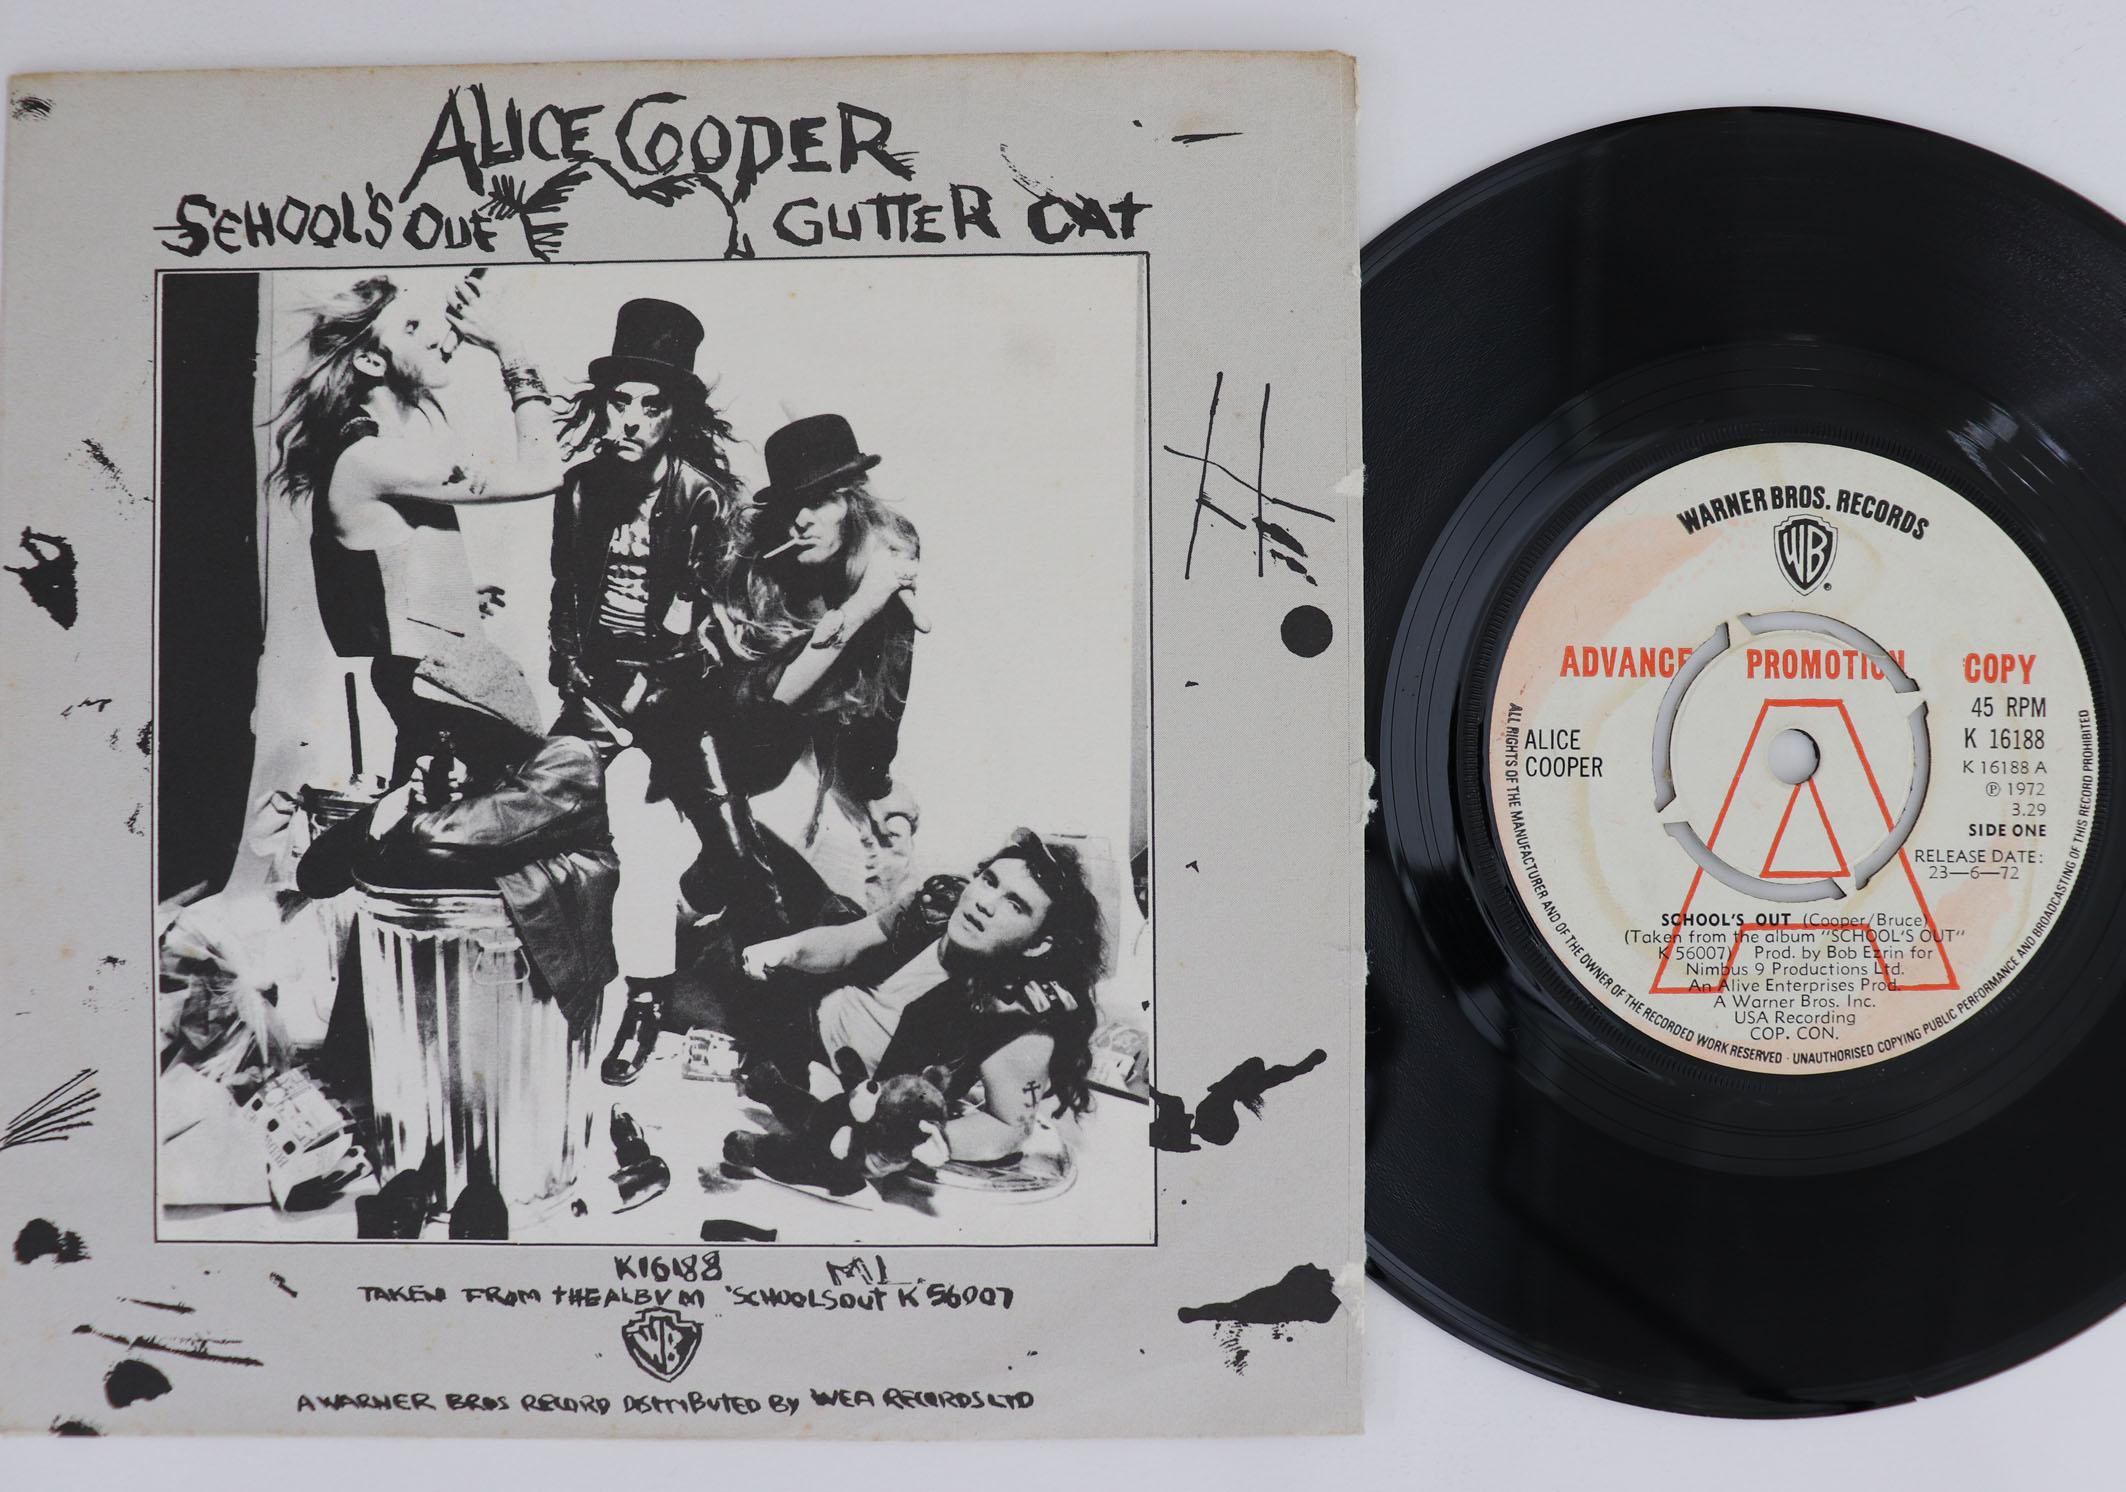 ALICE COOPER
SCHOOL'S OUT GUTTER CAT
K16188
TAKEN FROM THE ALBUM 'SCHOOLS OUT K 56007
WB
A WARNER BROS RECORD DISTRIBUTED BY WEA RECORDS LTD
WARNER BROS. RECORDS
WB
ADVANCE PROMOTION COPY
A
45 RPM
K 16188
K 16188 A
Ⓟ 1972
3.29
SIDE ONE
RELEASE DATE:
23—6—72
ALICE
COOPER
SCHOOL'S OUT (Cooper/Bruce)
(Taken from the album "SCHOOL'S OUT"
K 56007) Prod. by Bob Ezrin for
Nimbus 9 Productions Ltd.
An Alive Enterprises Prod.
A Warner Bros. Inc.
USA Recording
COP. CON.
ALL RIGHTS OF THE MANUFACTURER AND OF THE OWNER OF THE RECORDED WORK RESERVED · UNAUTHORISED COPYING PUBLIC PERFORMANCE AND BROADCASTING OF THIS RECORD PROHIBITED